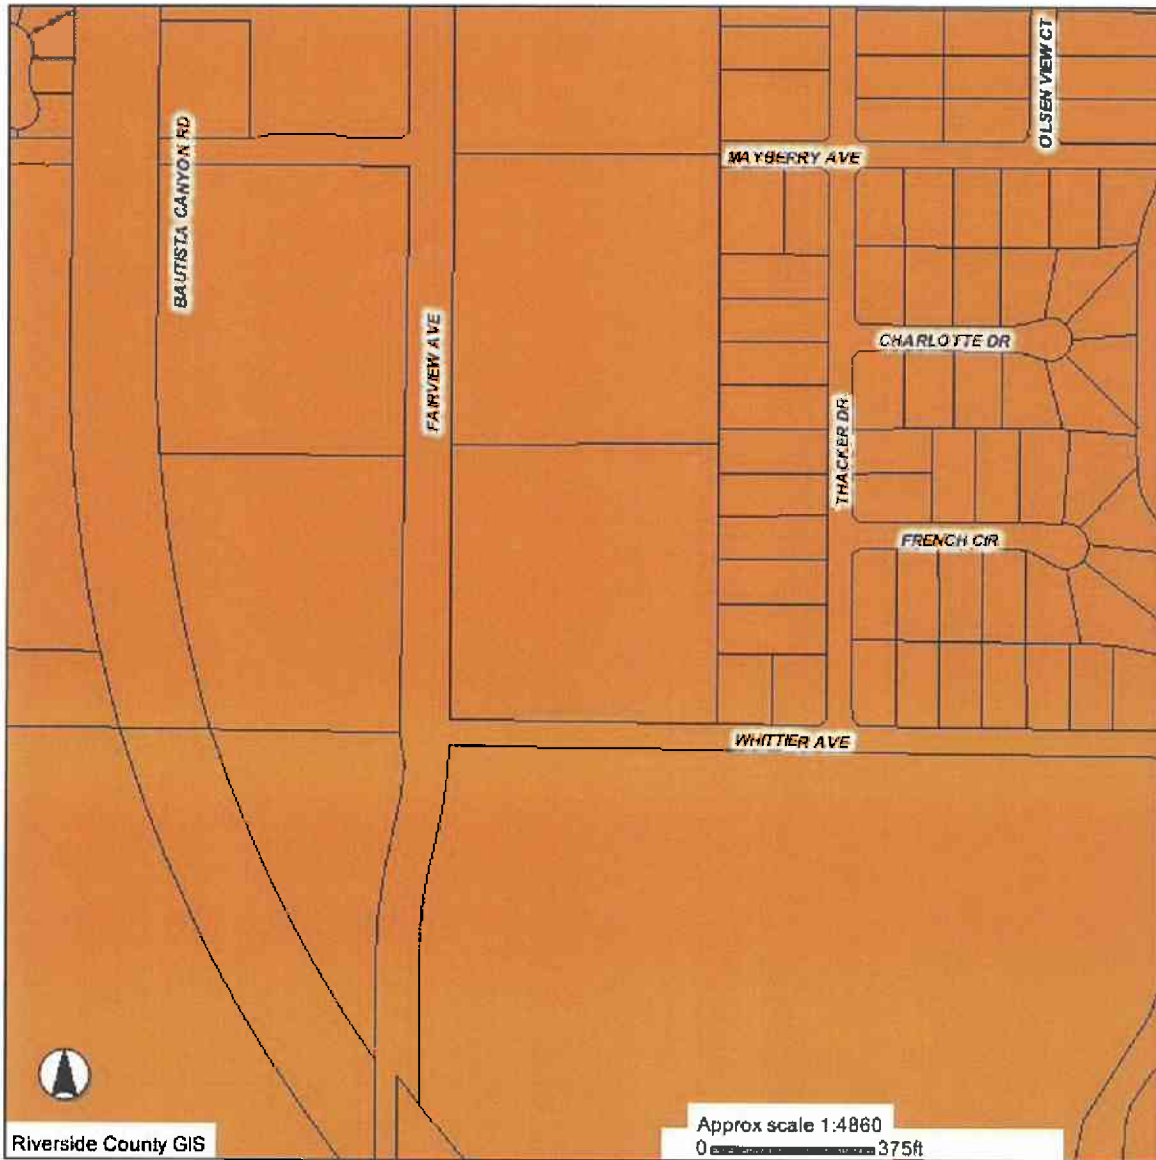 OLSEN VIEW CT
MAYBERRY AVE
BAUTISTA CANYON RD
FAIRVIEW AVE
CHARLOTTE DR
THACKER DR
FRENCH CIR
WHITTIER AVE
Riverside County GIS
Approx scale 1:4860
0 375ft